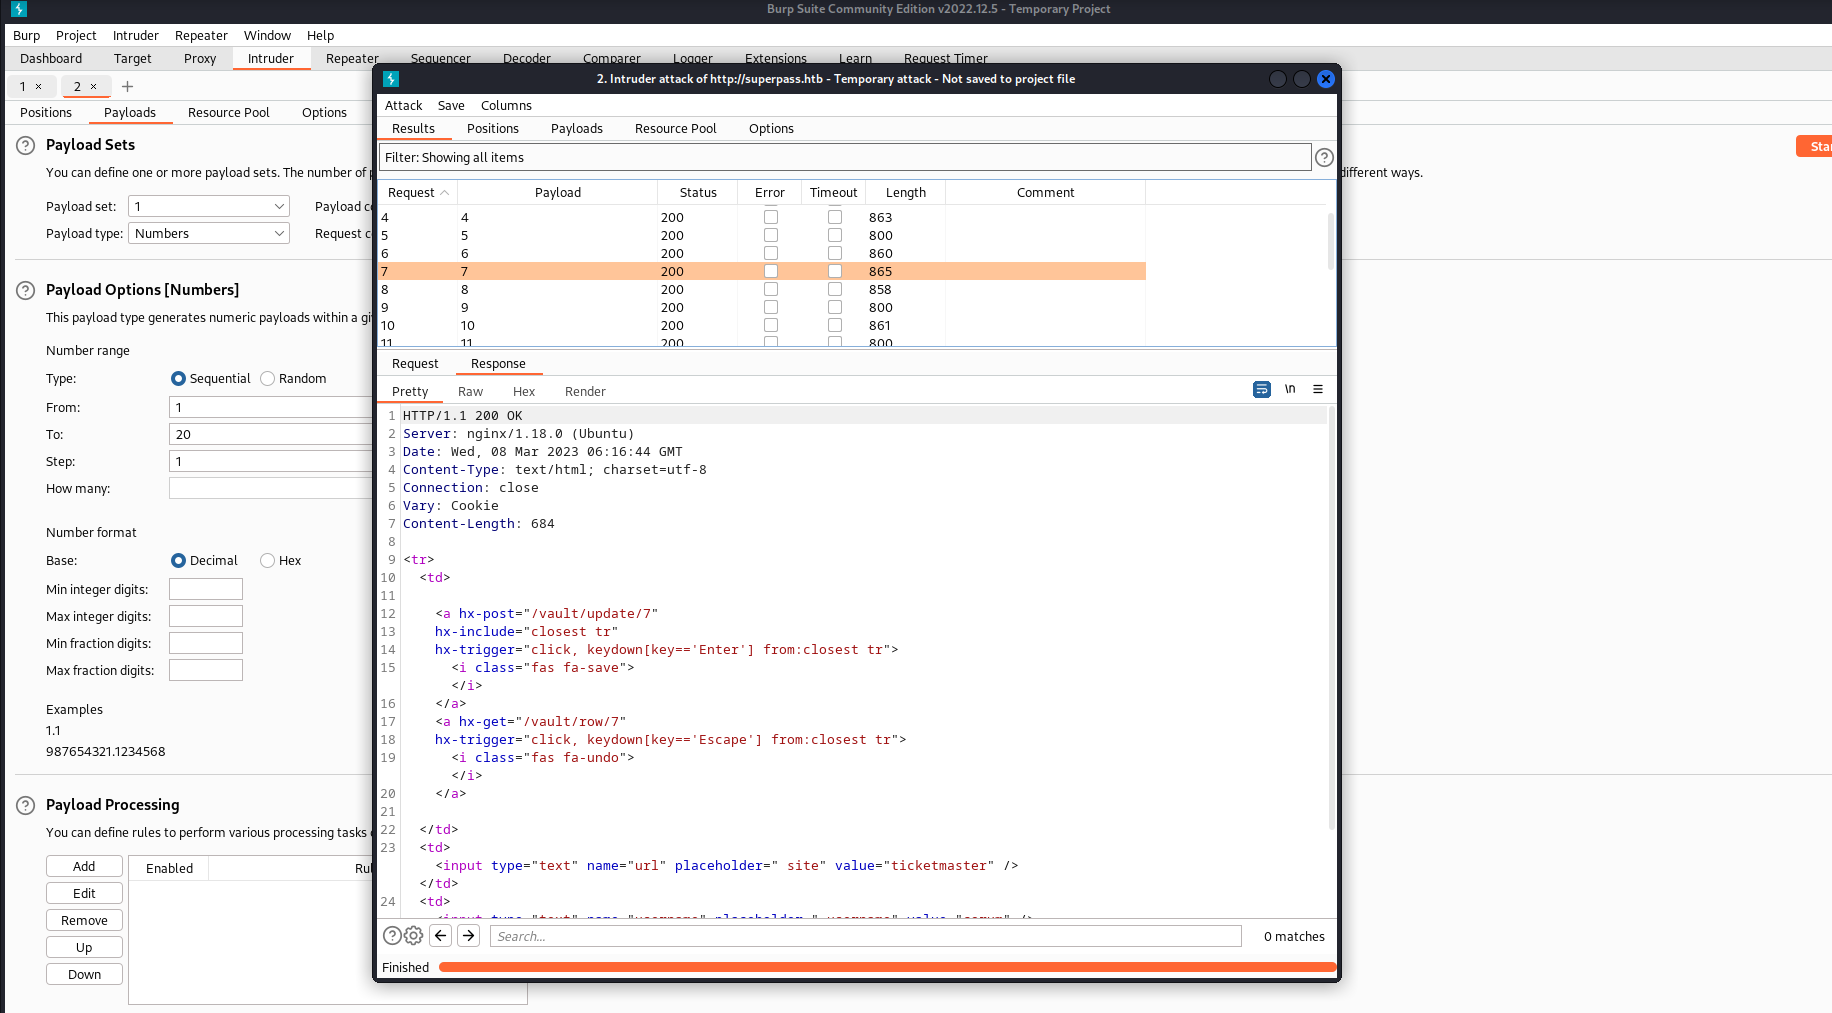 Burp Suite Community Edition v2022.12.5 - Temporary Project
Burp Project Intruder Repeater Window Help
Dashboard Target Proxy Intruder Repeater Sequencer Decoder Comparer Logger Extensions Learn Request Timer
1 × 2 × +
Positions Payloads Resource Pool Options
? Payload Sets
You can define one or more payload sets. The number of
different ways.
Payload set: 1 Payload
Payload type: Numbers Request
? Payload Options [Numbers]
This payload type generates numeric payloads within a
Number range
Type: Sequential Random
From: 1
To: 20
Step: 1
How many:
Number format
Base: Decimal Hex
Min integer digits:
Max integer digits:
Min fraction digits:
Max fraction digits:
Examples
1.1
987654321.1234568
? Payload Processing
You can define rules to perform various processing tasks
Add
Edit
Remove
Up
Down
Enabled
2. Intruder attack of http://superpass.htb - Temporary attack - Not saved to project file
Attack Save Columns
Results Positions Payloads Resource Pool Options
Filter: Showing all items ?
Request Payload Status Error Timeout Length Comment
4 4 200 863
5 5 200 800
6 6 200 860
7 7 200 865
8 8 200 858
9 9 200 800
10 10 200 861
11 11 200 800
Request Response
Pretty Raw Hex Render \n
1 HTTP/1.1 200 OK
2 Server: nginx/1.18.0 (Ubuntu)
3 Date: Wed, 08 Mar 2023 06:16:44 GMT
4 Content-Type: text/html; charset=utf-8
5 Connection: close
6 Vary: Cookie
7 Content-Length: 684
8
9 <tr>
10 <td>
11
12 <a hx-post="/vault/update/7"
13 hx-include="closest tr"
14 hx-trigger="click, keydown[key=='Enter'] from:closest tr">
15 <i class="fas fa-save">
</i>
16 </a>
17 <a hx-get="/vault/row/7"
18 hx-trigger="click, keydown[key=='Escape'] from:closest tr">
19 <i class="fas fa-undo">
</i>
20 </a>
21
22 </td>
23 <td>
<input type="text" name="url" placeholder=" site" value="ticketmaster" />
</td>
24 <td>
? Search... 0 matches
Finished